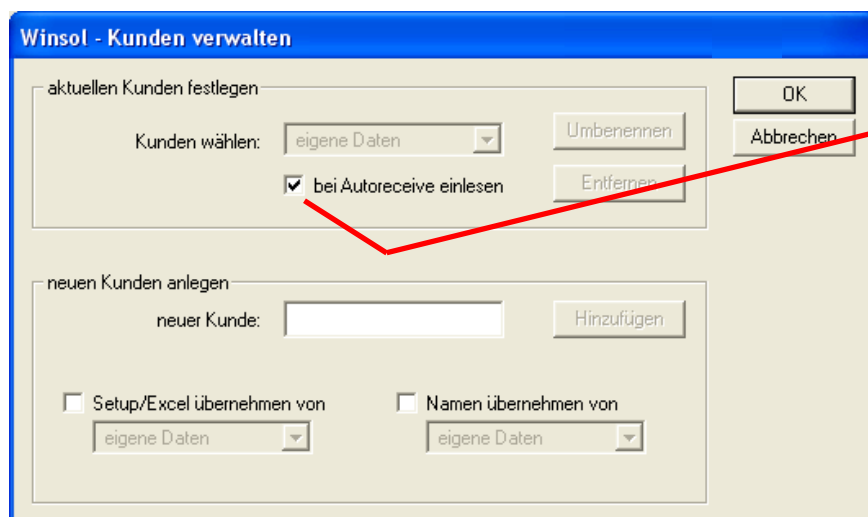 Winsol - Kunden verwalten
aktuellen Kunden festlegen
OK
Kunden wählen:
eigene Daten
Umbenennen
Abbrechen
bei Autoreceive einlesen
Entfernen
neuen Kunden anlegen
neuer Kunde:
Hinzufügen
Setup/Excel übernehmen von
Namen übernehmen von
eigene Daten
eigene Daten